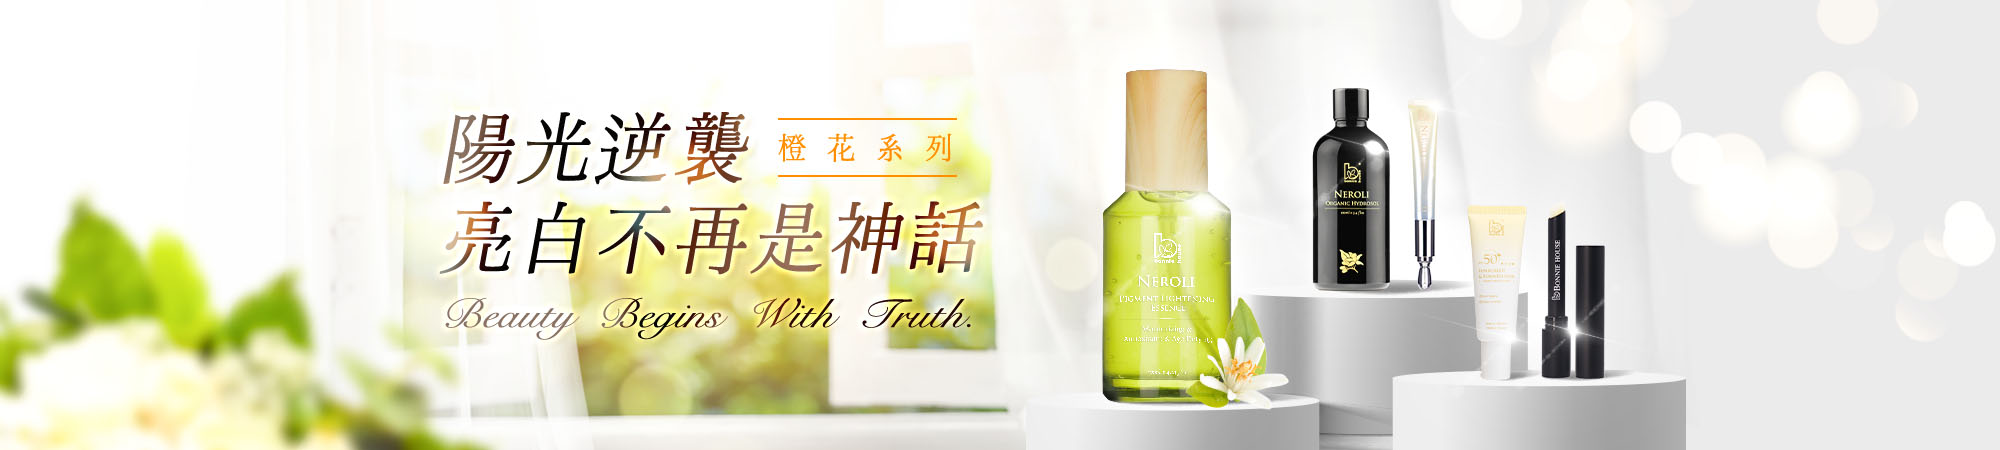 陽光逆襲
橙花系列
亮白不再是神話
Beauty Begins With Truth.
NEROLI
PIGMENT LIGHTENING
ESSENCE
NEROLI
ORGANIC HYDROSOL
50+
BONNIE HOUSE